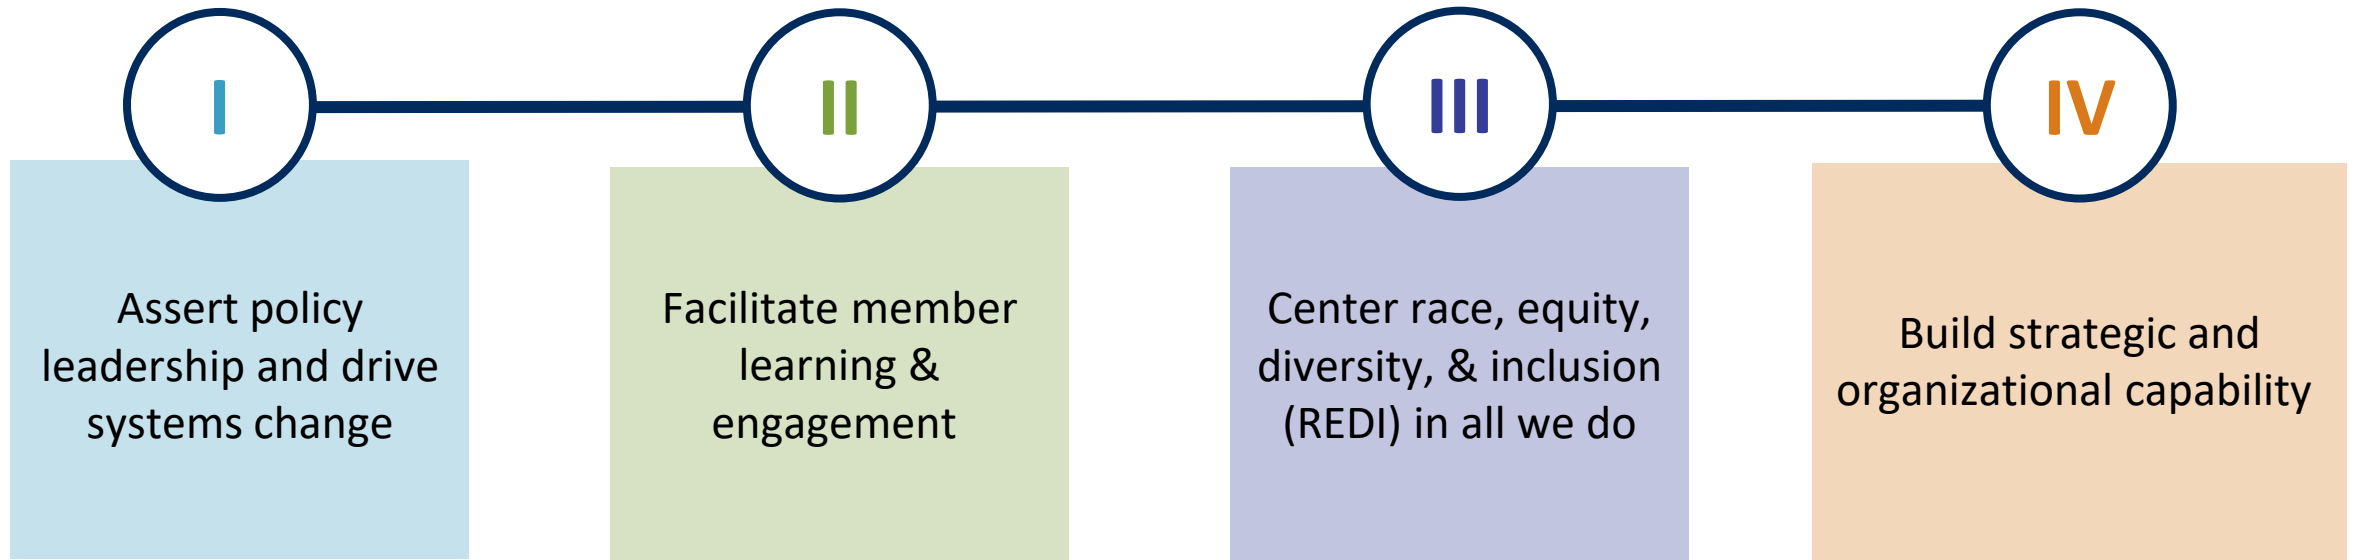 I
II
III
IV
Assert policy
leadership and drive
systems change
Facilitate member
learning &
engagement
Center race, equity,
diversity, & inclusion
(REDI) in all we do
Build strategic and
organizational capability